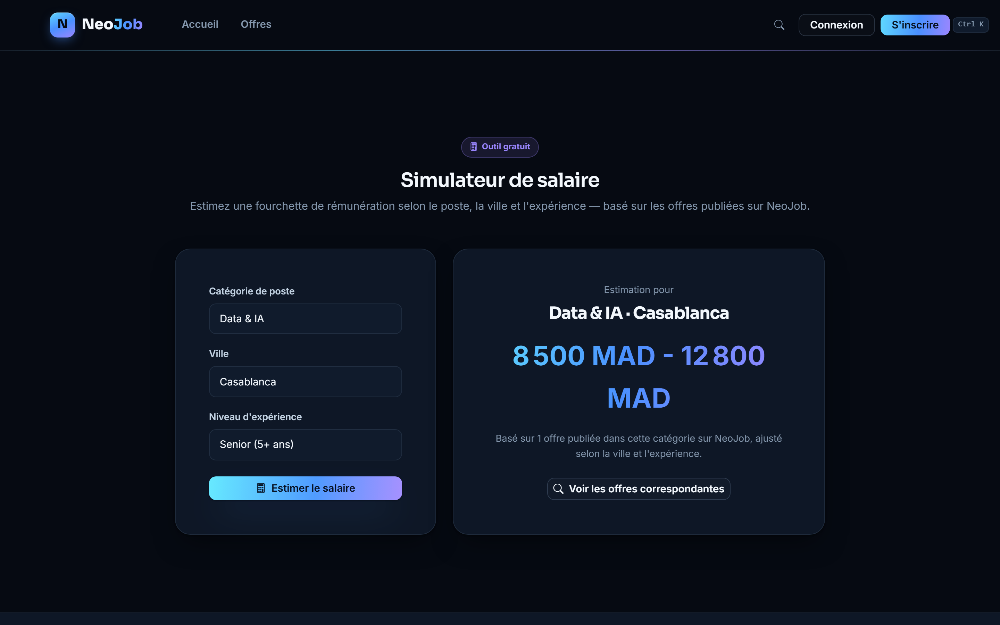 N NeoJob Accueil Offres Connexion S'inscrire Ctrl K
Outil gratuit
Simulateur de salaire
Estimez une fourchette de rémunération selon le poste, la ville et l'expérience — basé sur les offres publiées sur NeoJob.
Catégorie de poste
Data & IA
Ville
Casablanca
Niveau d'expérience
Senior (5+ ans)
Estimer le salaire
Estimation pour
Data & IA · Casablanca
8 500 MAD - 12 800
MAD
Basé sur 1 offre publiée dans cette catégorie sur NeoJob, ajusté
selon la ville et l'expérience.
Voir les offres correspondantes